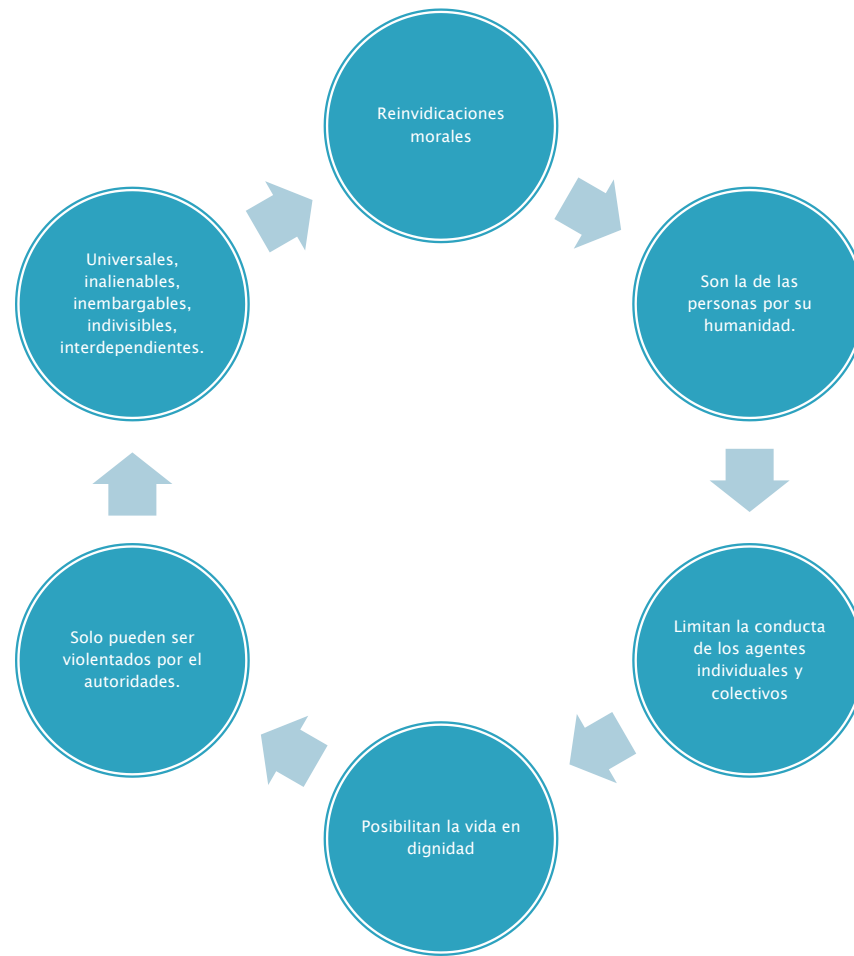 Reinvidicaciones
morales
Son la de las
personas por su
humanidad.
Limitan la conducta
de los agentes
individuales y
colectivos
Posibilitan la vida en
dignidad
Solo pueden ser
violentados por el
autoridades.
Universales,
inalienables,
inembargables,
indivisibles,
interdependientes.